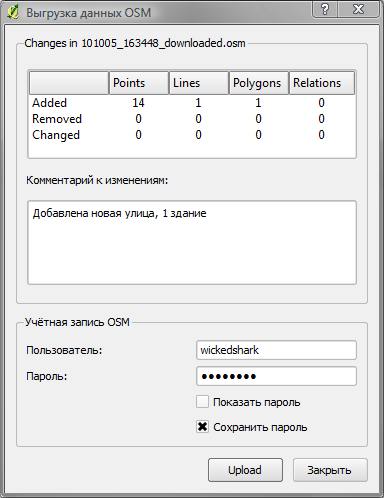 Выгрузка данных OSM
Changes in 101005_163448_downloaded.osm
Points Lines Polygons Relations
Added 14 1 1 0
Removed 0 0 0 0
Changed 0 0 0 0
Комментарий к изменениям:
Добавлена новая улица, 1 здание
Учётная запись OSM
Пользователь: wickedshark
Пароль: ●●●●●●●●
Показать пароль
Сохранить пароль
Upload Закрыть